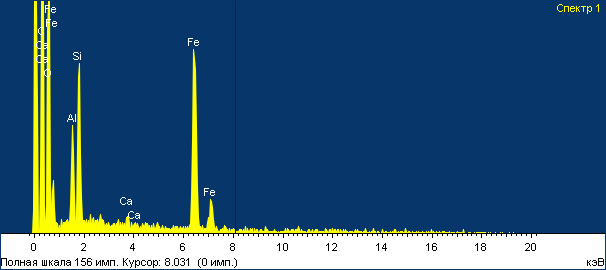 Спектр 1
Fe
Fe
C
Ca
Ca
O
Si
Al
Fe
Fe
Ca
Ca
0 2 4 6 8 10 12 14 16 18 20
Полная шкала 156 имп. Курсор: 8.031 (0 имп.) кэВ